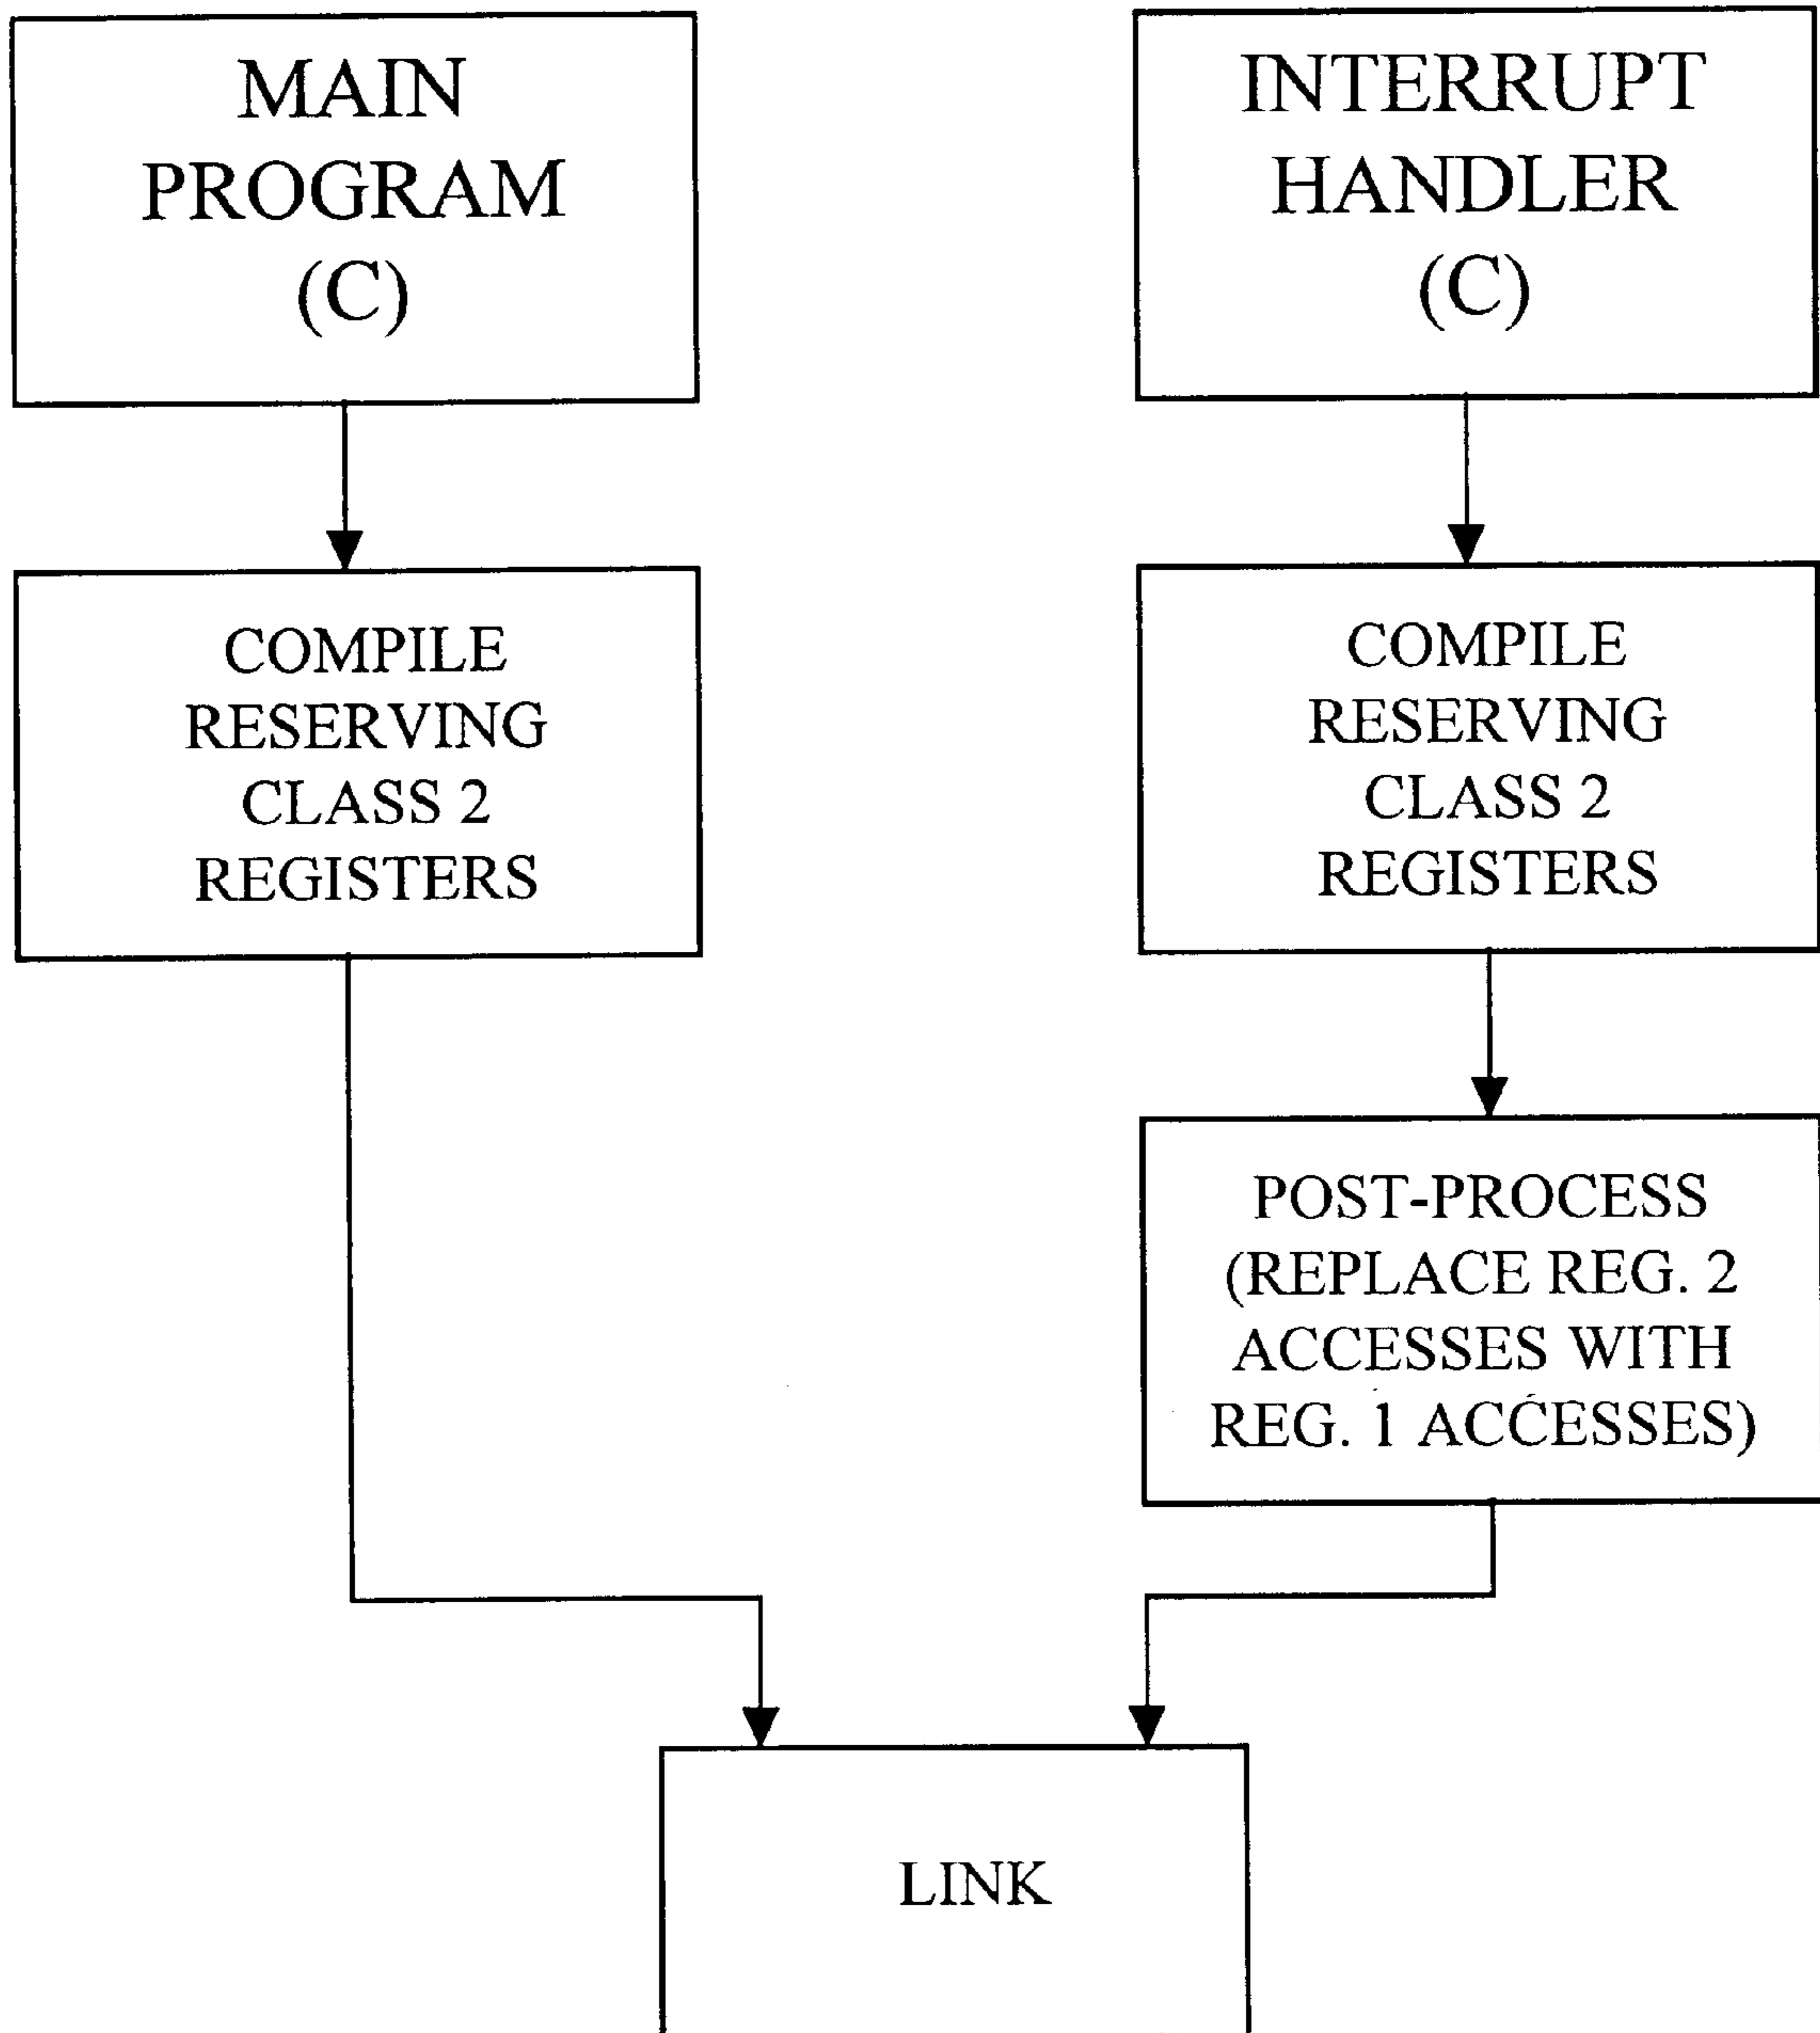 MAIN
PROGRAM
(C)
INTERRUPT
HANDLER
(C)
COMPILE
RESERVING
CLASS 2
REGISTERS
COMPILE
RESERVING
CLASS 2
REGISTERS
POST-PROCESS
(REPLACE REG. 2
ACCESSES WITH
REG. 1 ACCESSES)
LINK